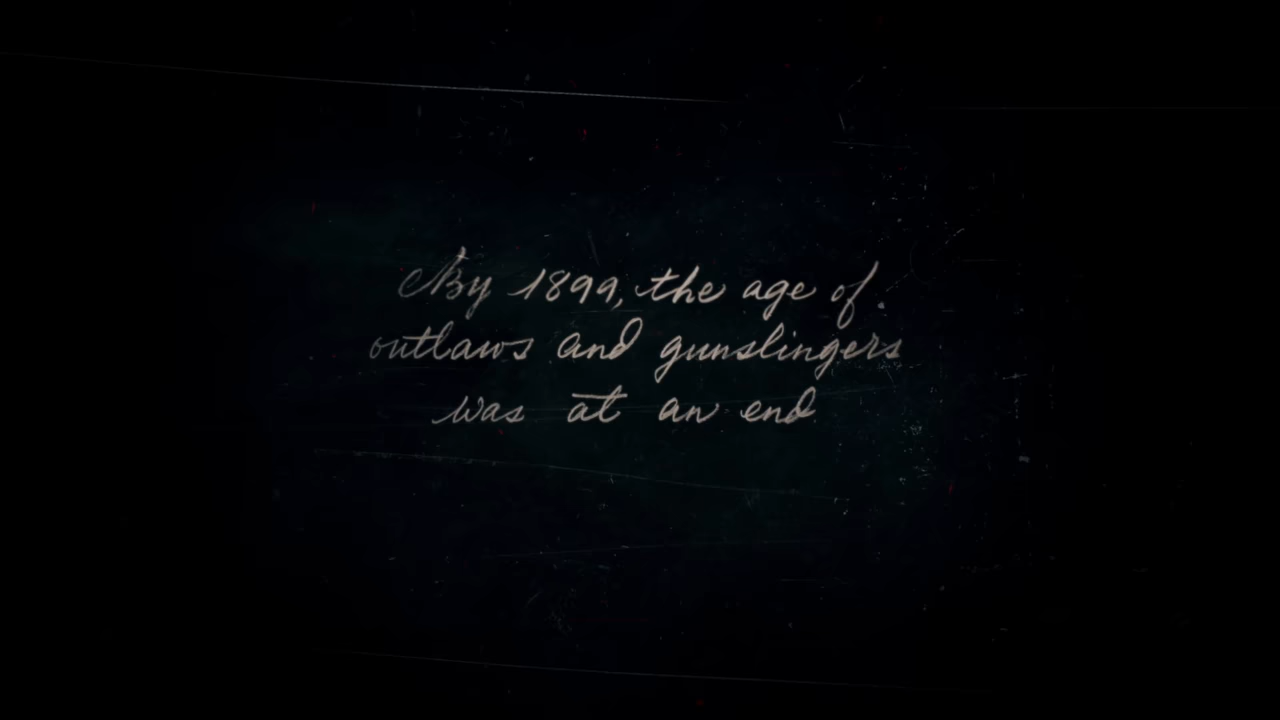 By 1899, the age of
outlaws and gunslingers
was at an end